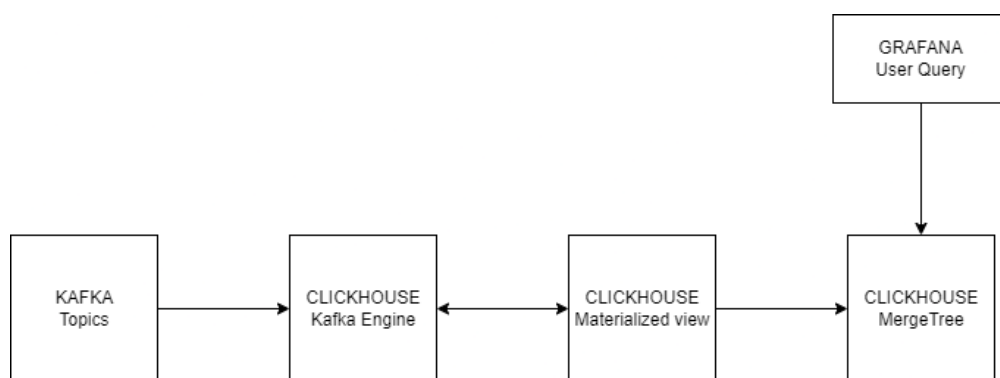 GRAFANA
User Query
KAFKA
Topics
CLICKHOUSE
Kafka Engine
CLICKHOUSE
Materialized view
CLICKHOUSE
MergeTree